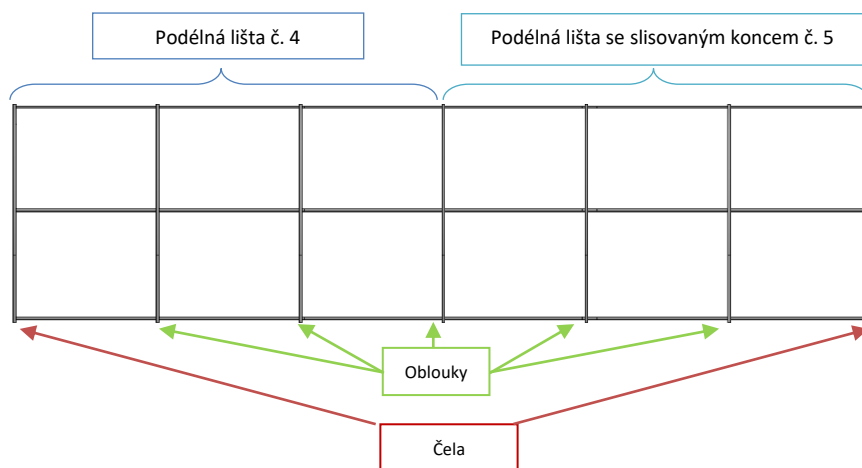 Podélná lišta č. 4
Podélná lišta se slisovaným koncem č. 5
Oblouky
Čela